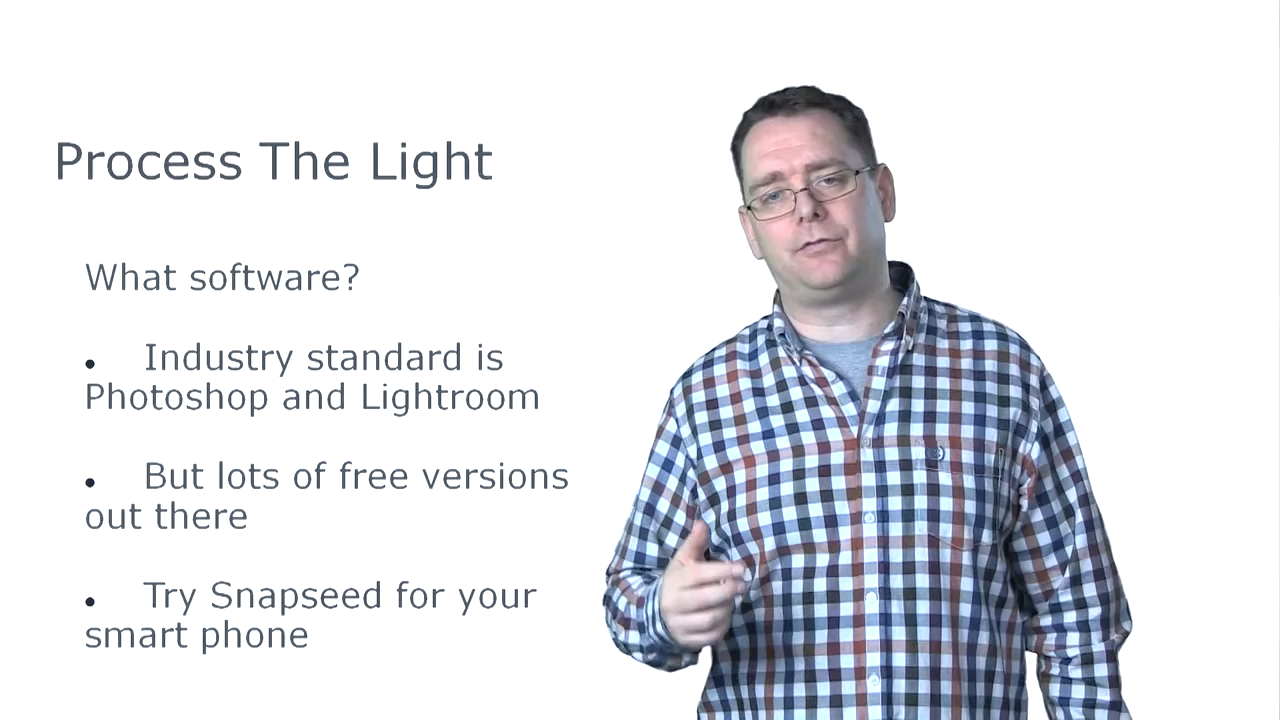 Process The Light
What software?
• Industry standard is
Photoshop and Lightroom
• But lots of free versions
out there
• Try Snapseed for your
smart phone